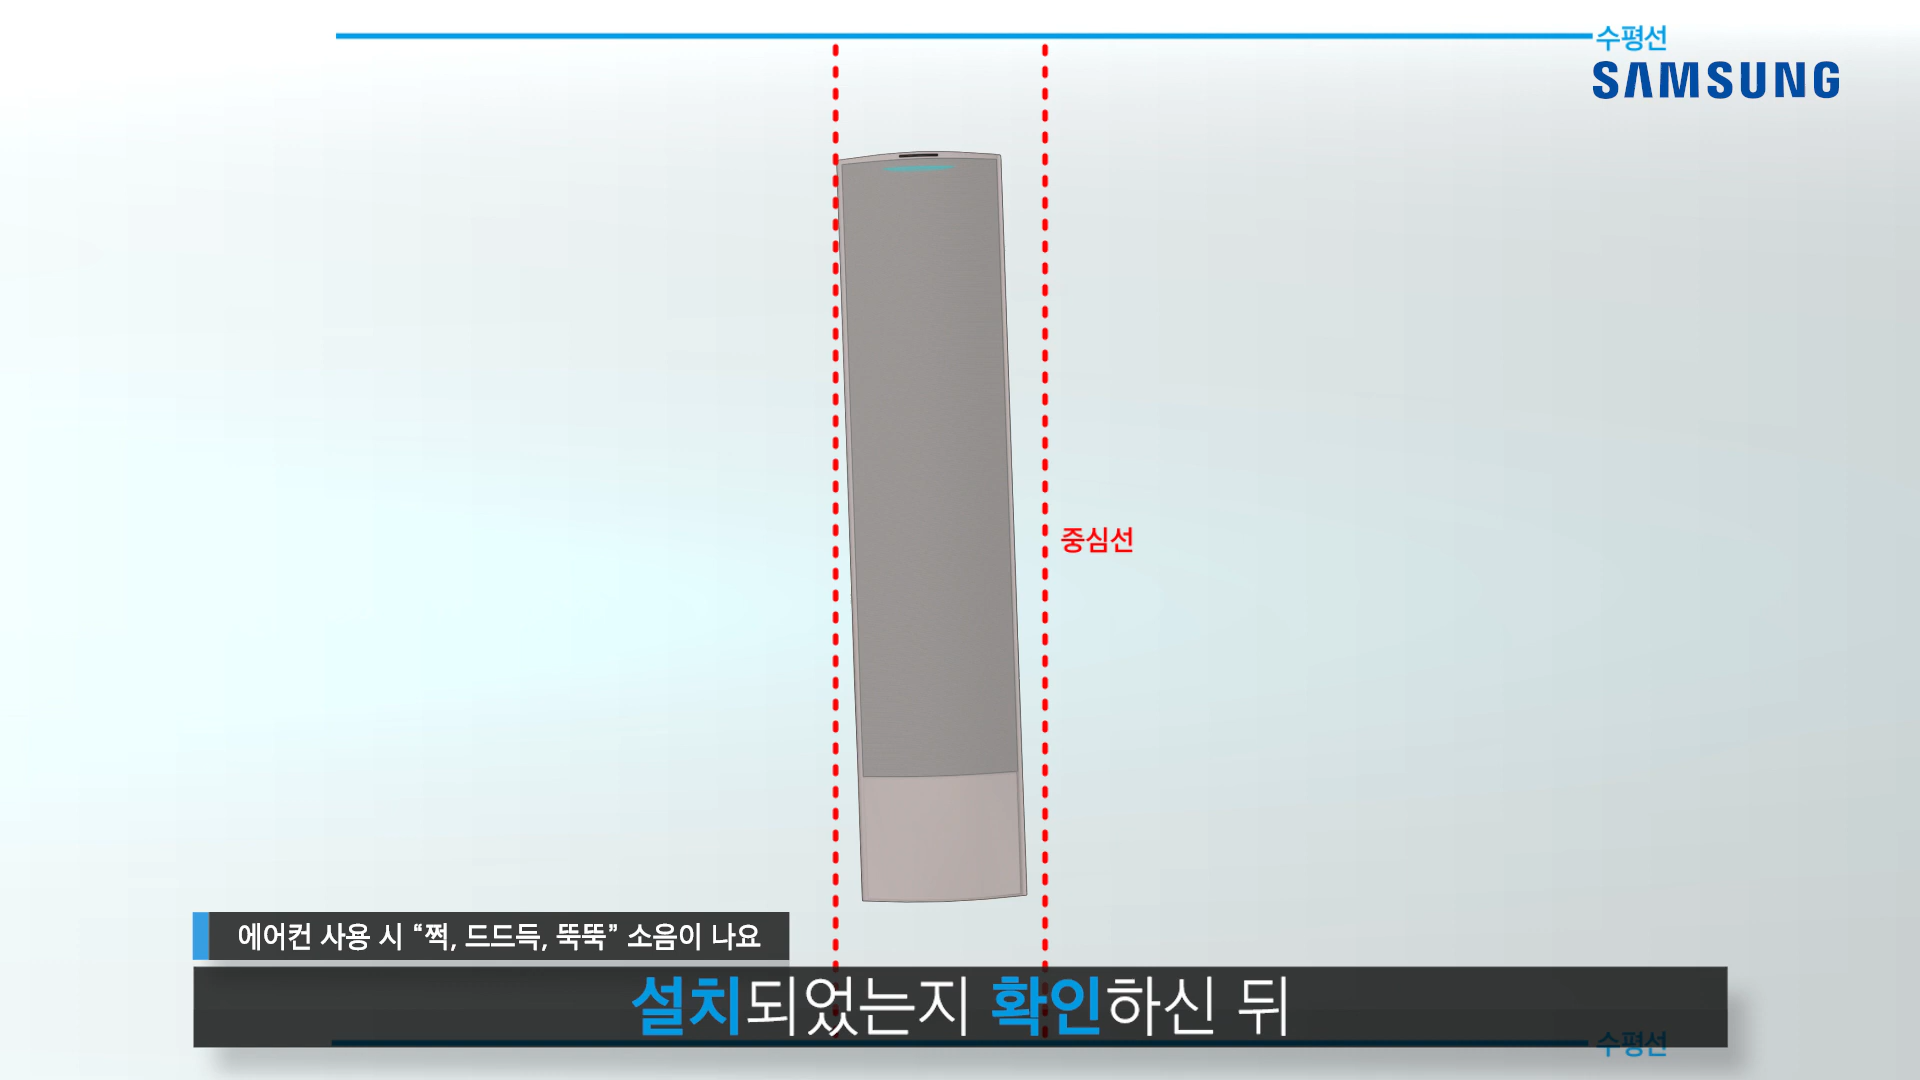 수평선
SAMSUNG
중심선
에어컨 사용 시 “쩍, 드드득, 뚝뚝” 소음이 나요
설치되었는지 확인하신 뒤
수평선